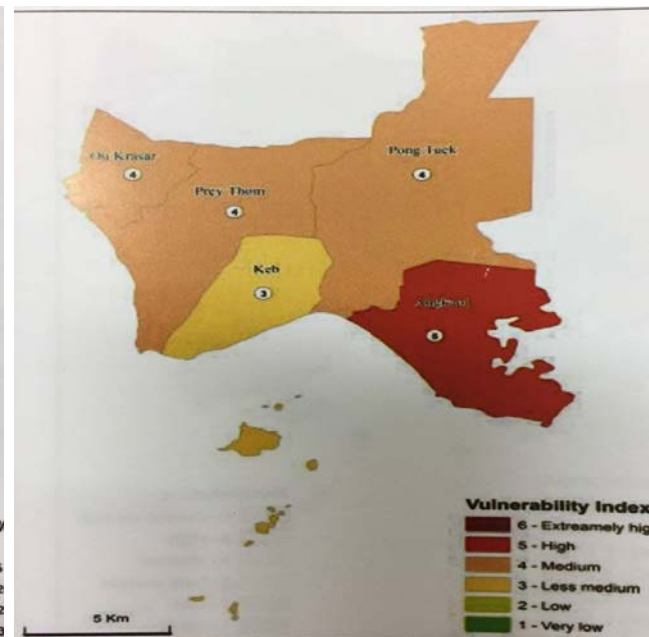 Pong Tuek
4
Ou Krasar
4
Prey Thom
4
Keb
3
5
Vulnerability Index
6 - Extreamely hig
5 - High
4 - Medium
3 - Less medium
2 - Low
1 - Very low
5 Km